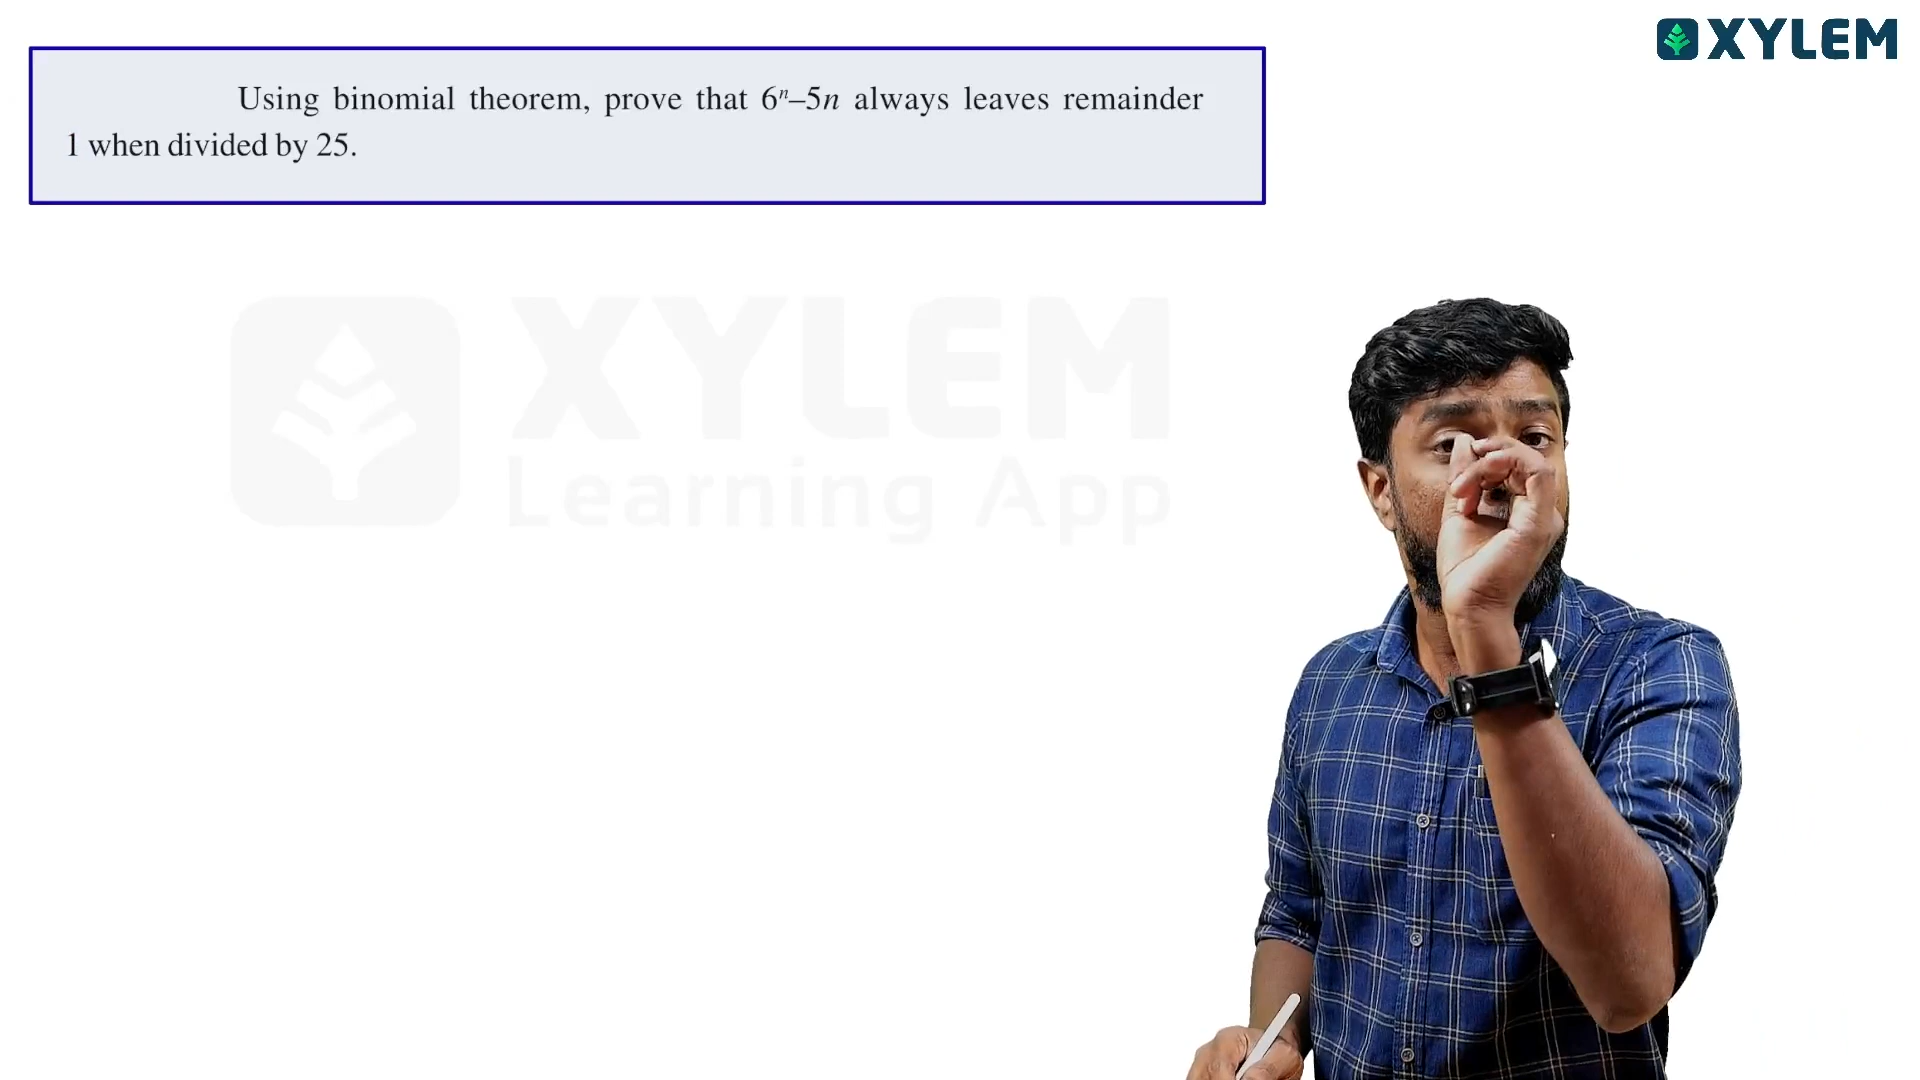 XYLEM
Using binomial theorem, prove that 6ⁿ–5n always leaves remainder
1 when divided by 25.
XYLEM
Learning App